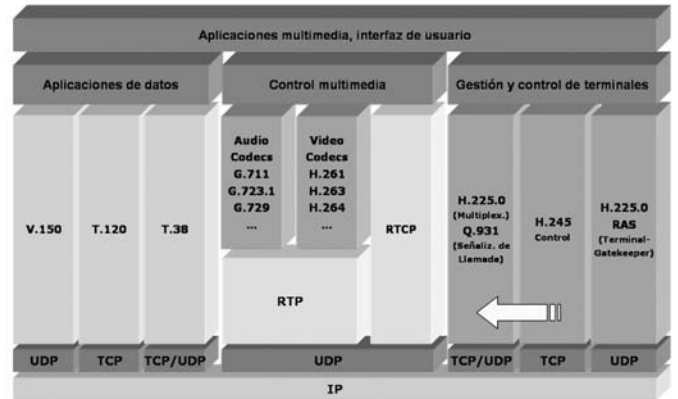 Aplicaciones multimedia, interfaz de usuario
Aplicaciones de datos
Control multimedia
Gestión y control de terminales
V.150
T.120
T.38
Audio
Codecs
G.711
G.723.1
G.729
...
Video
Codecs
H.261
H.263
H.264
...
RTP
RTCP
H.225.0
(Multiplex.)
Q.931
(Señaliz. de
Llamada)
H.245
Control
H.225.0
RAS
(Terminal-
Gatekeeper)
UDP
TCP
TCP/UDP
UDP
TCP/UDP
TCP
UDP
IP